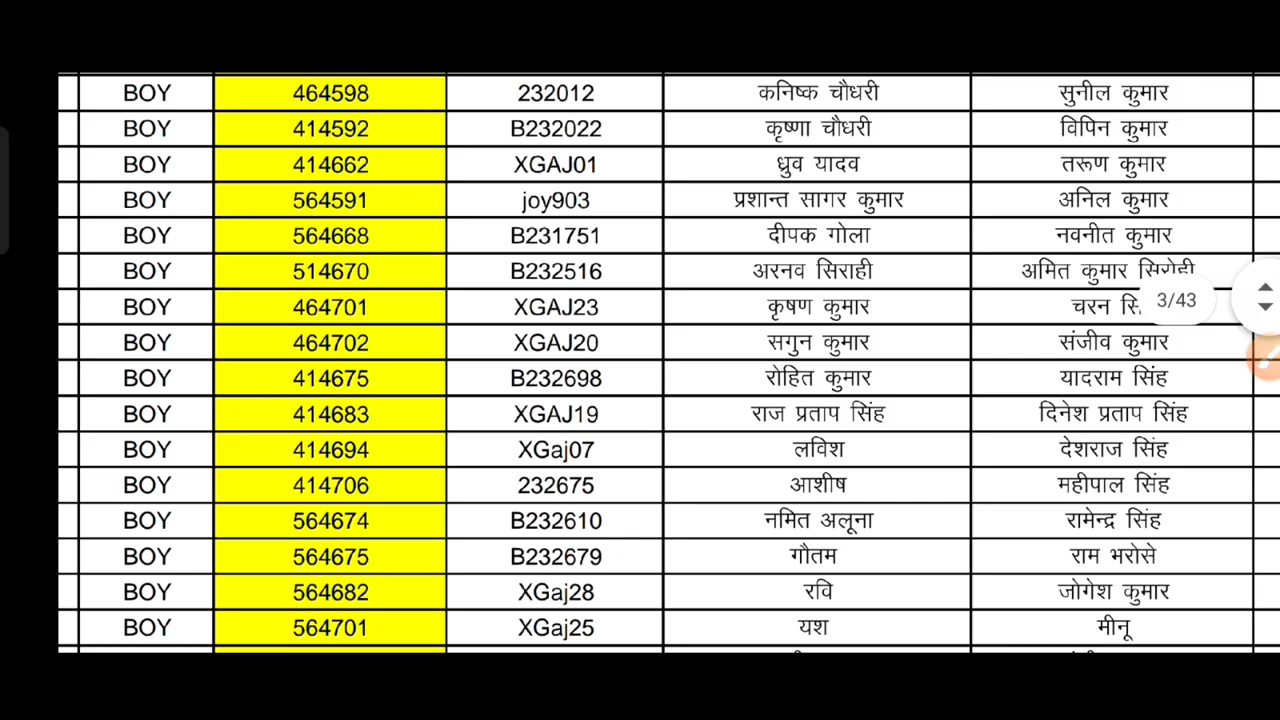 BOY 464598 232012 कनिष्क चौधरी सुनील कुमार
BOY 414592 B232022 कृष्णा चौधरी विपिन कुमार
BOY 414662 XGAJ01 ध्रुव यादव तरूण कुमार
BOY 564591 joy903 प्रशान्त सागर कुमार अनिल कुमार
BOY 564668 B231751 दीपक गोला नवनीत कुमार
BOY 514670 B232516 अरनव सिराही अमित कुमार सिरोही
BOY 464701 XGAJ23 कृषण कुमार चरन
3/43
BOY 464702 XGAJ20 सगुन कुमार संजीव कुमार
BOY 414675 B232698 रोहित कुमार यादराम सिंह
BOY 414683 XGAJ19 राज प्रताप सिंह दिनेश प्रताप सिंह
BOY 414694 XGaj07 लविश देशराज सिंह
BOY 414706 232675 आशीष महीपाल सिंह
BOY 564674 B232610 नमित अलूना रामेन्द्र सिंह
BOY 564675 B232679 गौतम राम भरोसे
BOY 564682 XGaj28 रवि जोगेश कुमार
BOY 564701 XGaj25 यश मीनू